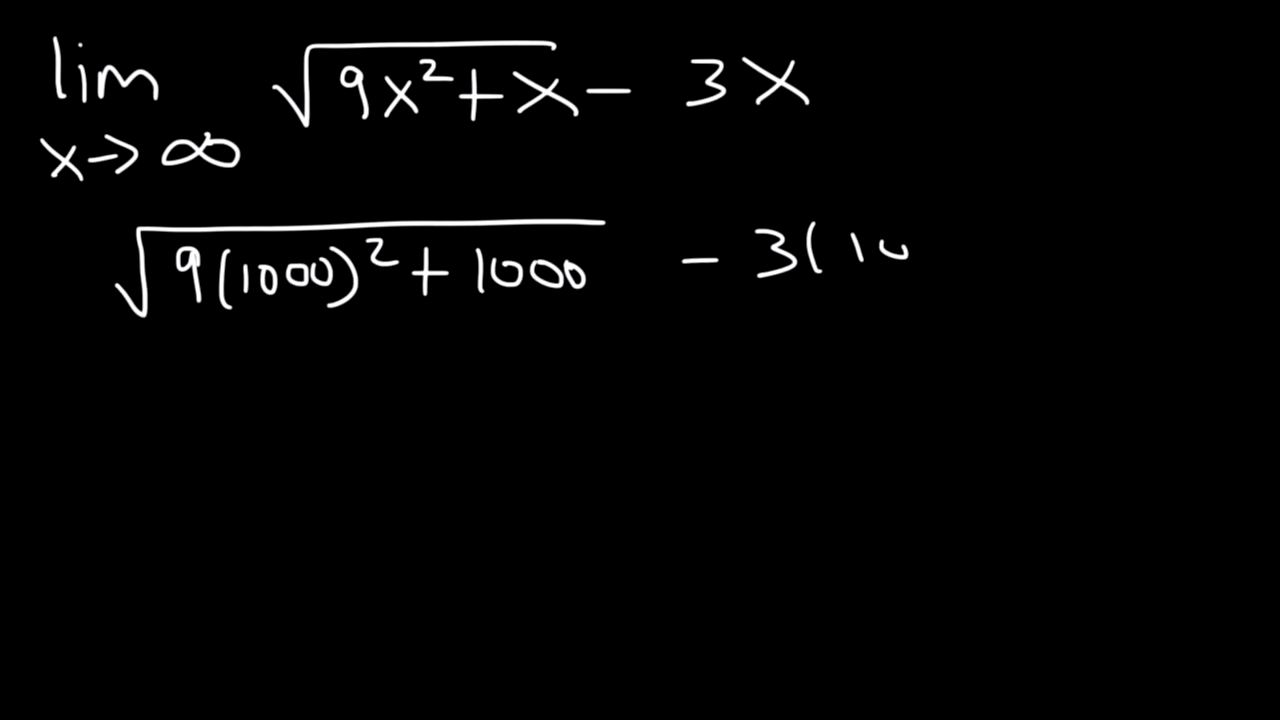 lim √(9x²+x) - 3x
x→∞
√(9(1000)²+1000) - 3(10